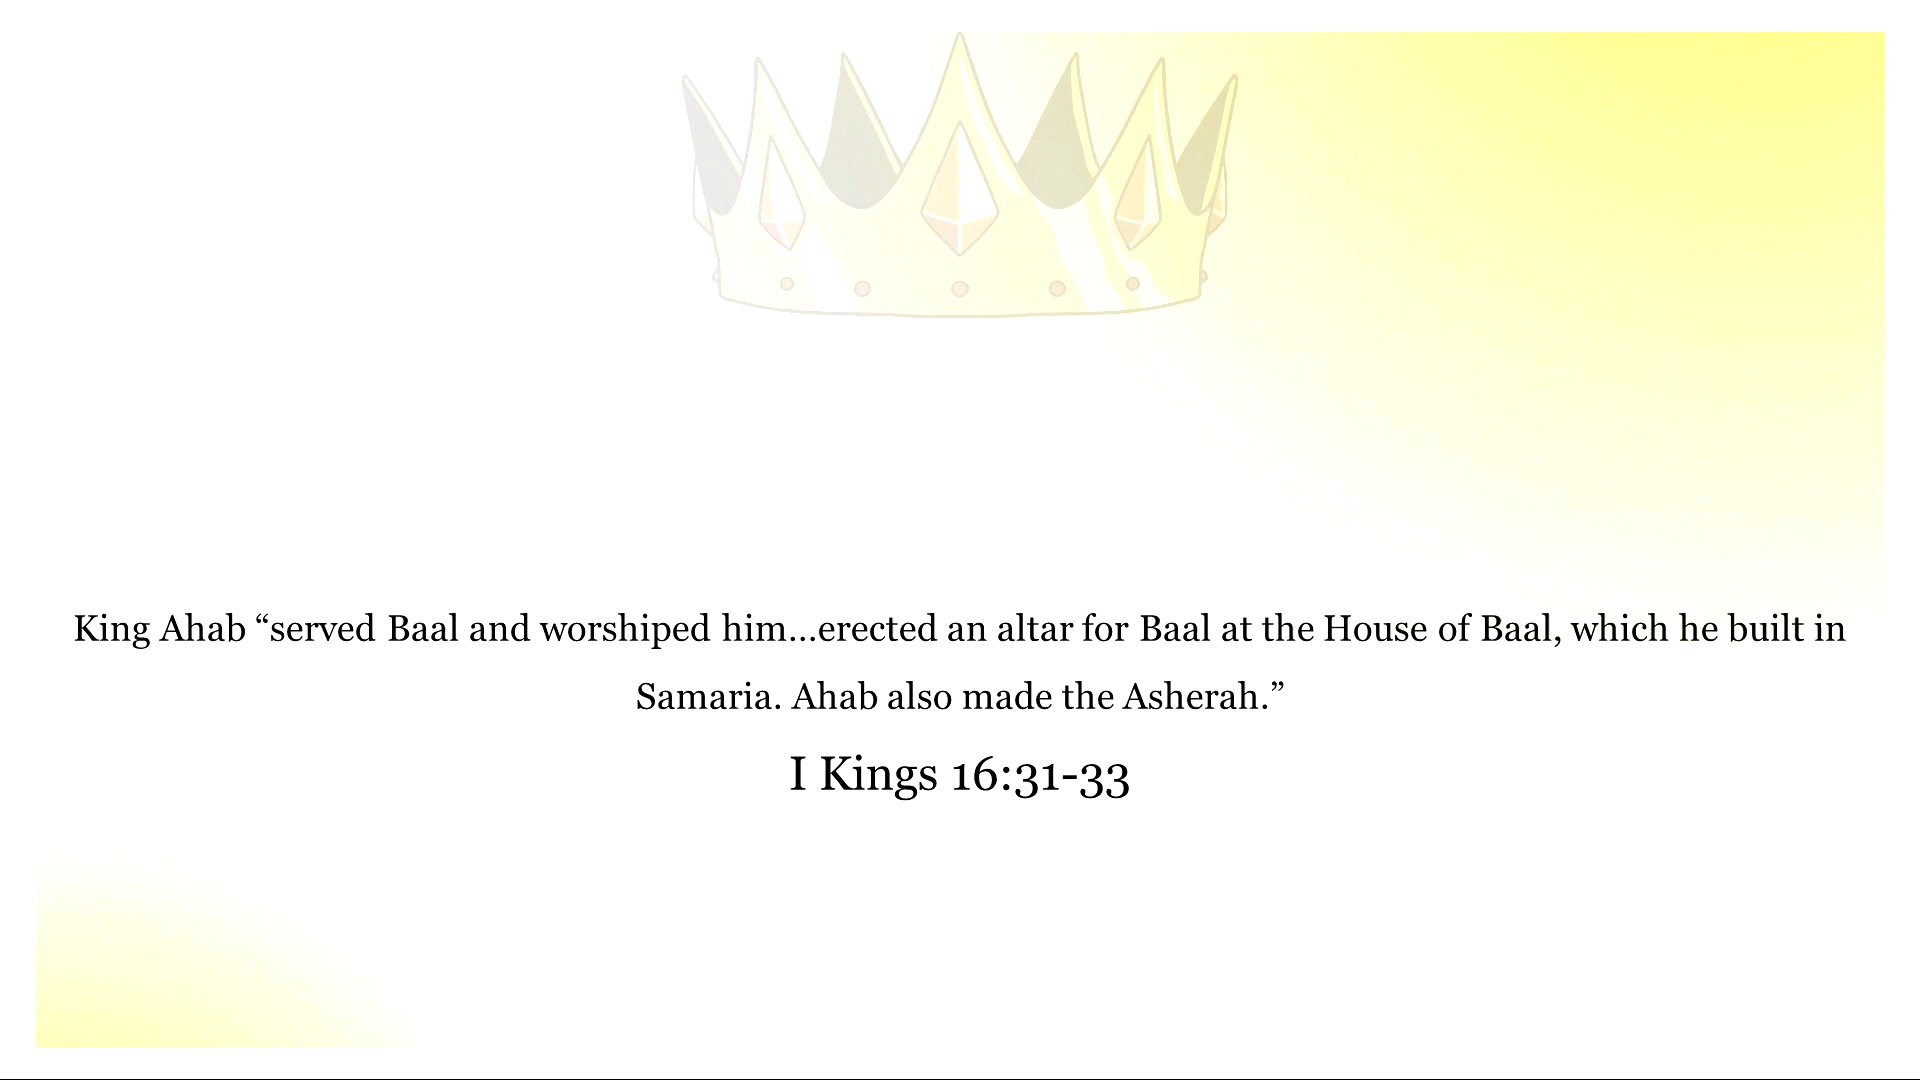 King Ahab “served Baal and worshiped him…erected an altar for Baal at the House of Baal, which he built in
Samaria. Ahab also made the Asherah.”
I Kings 16:31-33